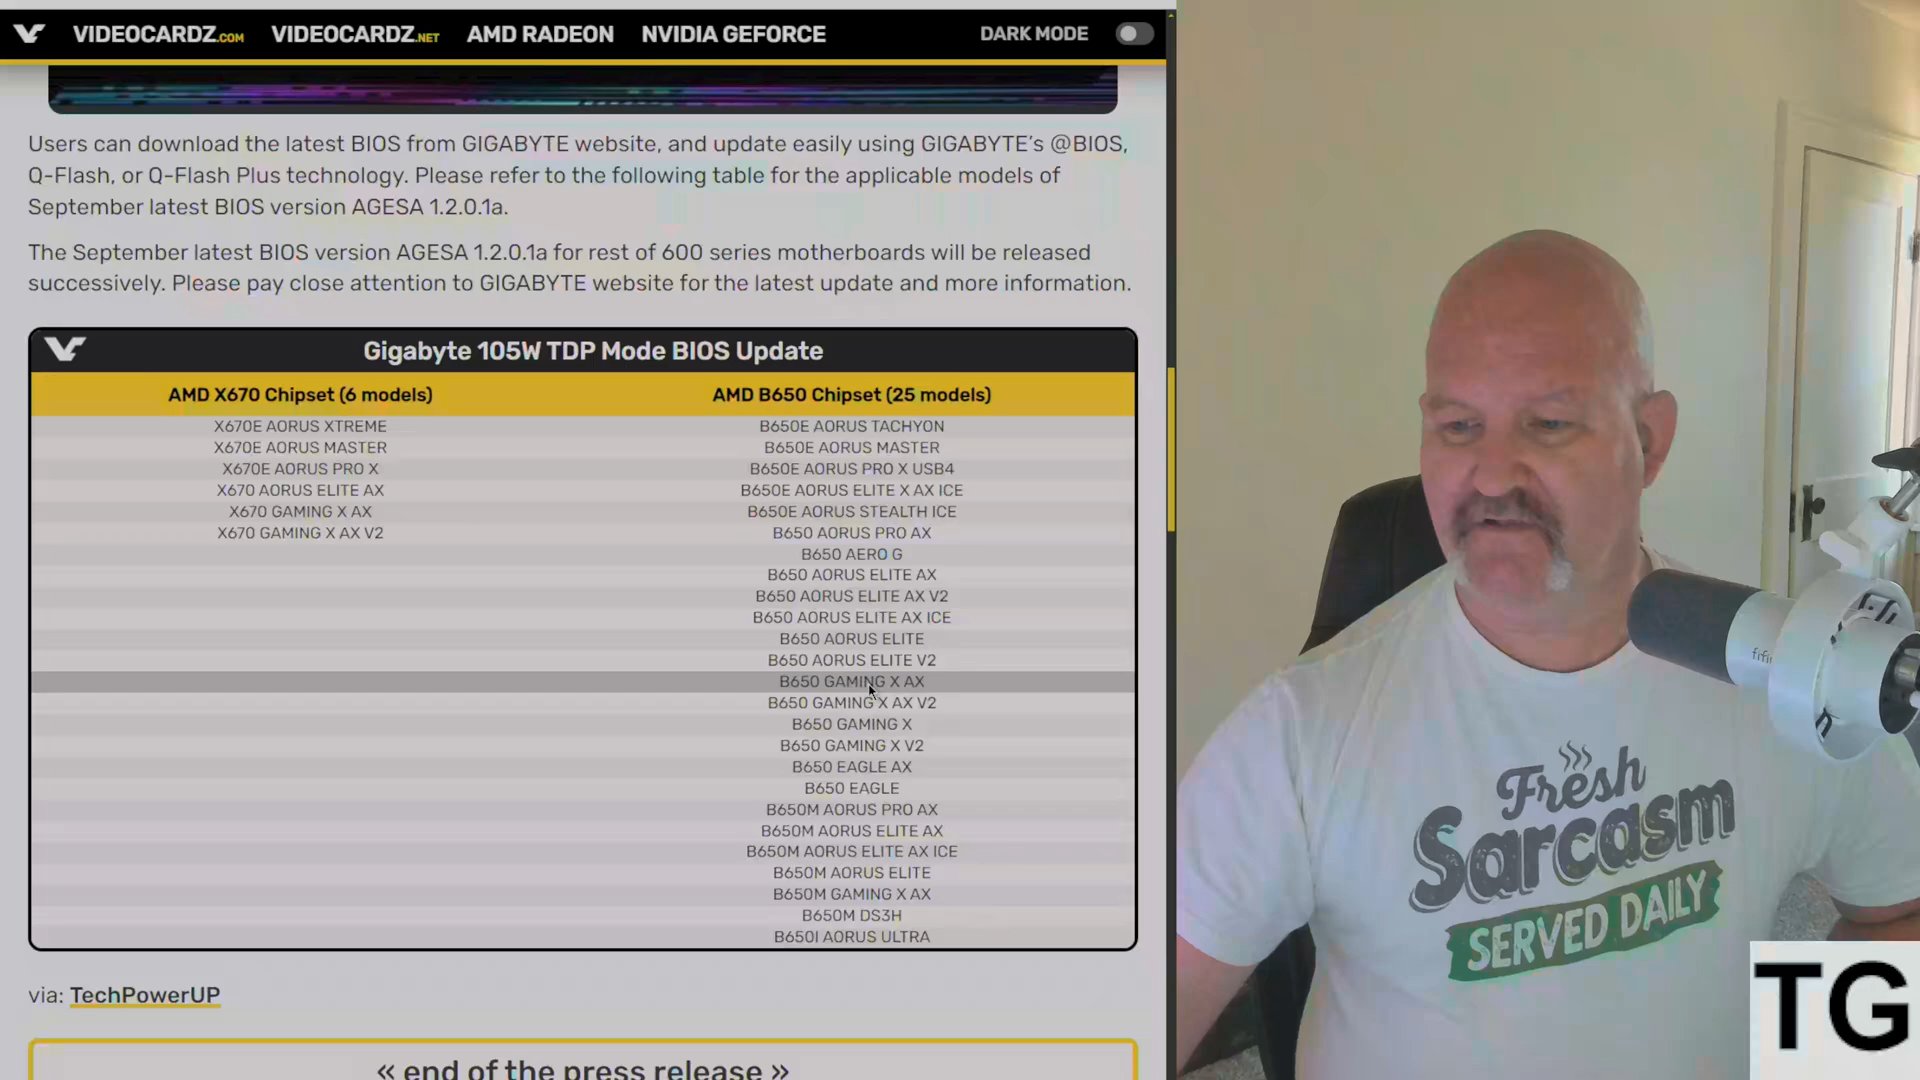 VIDEOCARDZ.COM VIDEOCARDZ.NET AMD RADEON NVIDIA GEFORCE DARK MODE
Users can download the latest BIOS from GIGABYTE website, and update easily using GIGABYTE's @BIOS,
Q-Flash, or Q-Flash Plus technology. Please refer to the following table for the applicable models of
September latest BIOS version AGESA 1.2.0.1a.
The September latest BIOS version AGESA 1.2.0.1a for rest of 600 series motherboards will be released
successively. Please pay close attention to GIGABYTE website for the latest update and more information.
Gigabyte 105W TDP Mode BIOS Update
AMD X670 Chipset (6 models) AMD B650 Chipset (25 models)
X670E AORUS XTREME B650E AORUS TACHYON
X670E AORUS MASTER B650E AORUS MASTER
X670E AORUS PRO X B650E AORUS PRO X USB4
X670 AORUS ELITE AX B650E AORUS ELITE X AX ICE
X670 GAMING X AX B650E AORUS STEALTH ICE
X670 GAMING X AX V2 B650 AORUS PRO AX
B650 AERO G
B650 AORUS ELITE AX
B650 AORUS ELITE AX V2
B650 AORUS ELITE AX ICE
B650 AORUS ELITE
B650 AORUS ELITE V2
B650 GAMING X AX
B650 GAMING X AX V2
B650 GAMING X
B650 GAMING X V2
B650 EAGLE AX
B650 EAGLE
B650M AORUS PRO AX
B650M AORUS ELITE AX
B650M AORUS ELITE AX ICE
B650M AORUS ELITE
B650M GAMING X AX
B650M DS3H
B650I AORUS ULTRA
via: TechPowerUP
« end of the press release »
Fresh
Sarcasm
SERVED DAILY
TG